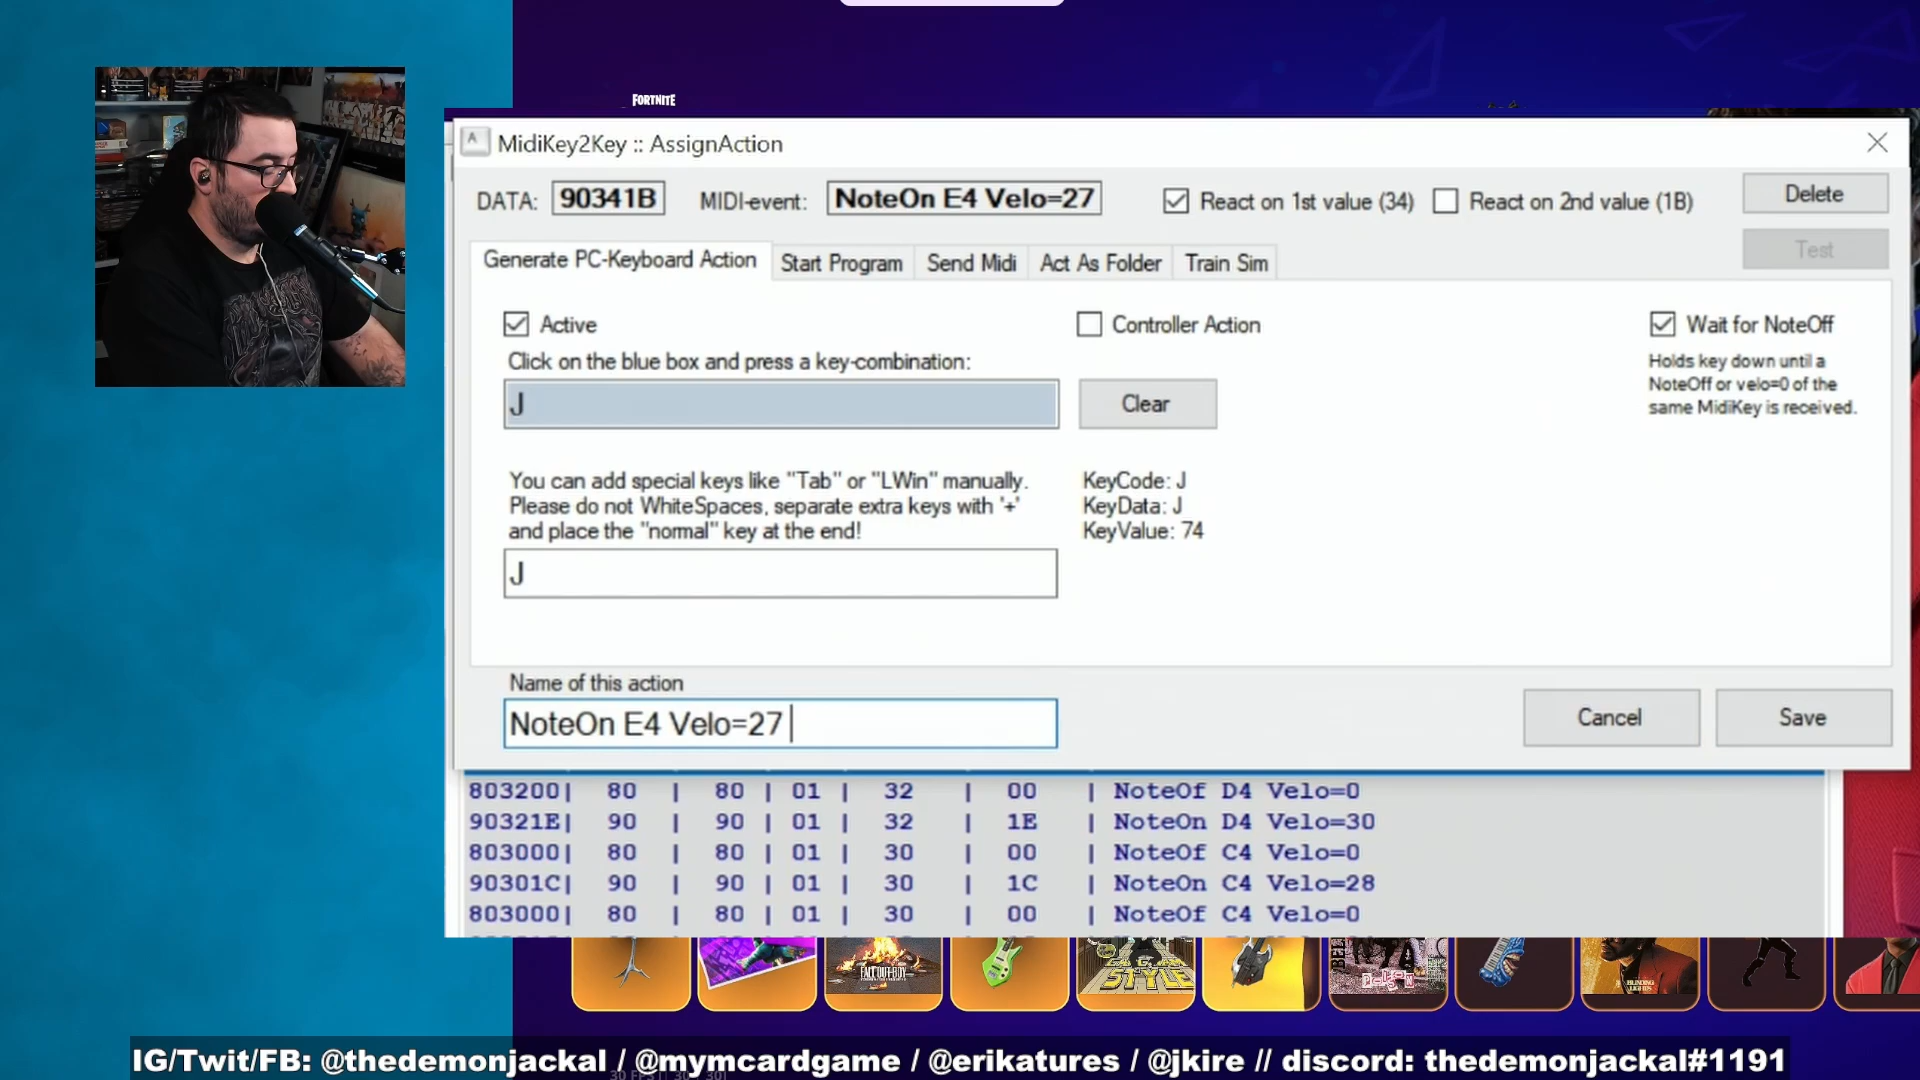 FORTNITE
MidiKey2Key :: AssignAction
DATA: 90341B MIDI-event: NoteOn E4 Velo=27 React on 1st value (34) React on 2nd value (1B) Delete
Test
Generate PC-Keyboard Action Start Program Send Midi Act As Folder Train Sim
Active Controller Action Wait for NoteOff
Click on the blue box and press a key-combination:
Holds key down until a
NoteOff or velo=0 of the
same MidiKey is received.
J Clear
You can add special keys like "Tab" or "LWin" manually.
Please do not WhiteSpaces, separate extra keys with '+'
and place the "normal" key at the end!
KeyCode: J
KeyData: J
KeyValue: 74
J
Name of this action
NoteOn E4 Velo=27
Cancel Save
803200| 80 | 80 | 01 | 32 | 00 | NoteOf D4 Velo=0
90321E| 90 | 90 | 01 | 32 | 1E | NoteOn D4 Velo=30
803000| 80 | 80 | 01 | 30 | 00 | NoteOf C4 Velo=0
90301C| 90 | 90 | 01 | 30 | 1C | NoteOn C4 Velo=28
803000| 80 | 80 | 01 | 30 | 00 | NoteOf C4 Velo=0
FALL OUT BOY
STYLE
BLINDING
LIGHTS
IG/Twit/FB: @thedemonjackal / @mymcardgame / @erikatures / @jkire // discord: thedemonjackal#1191